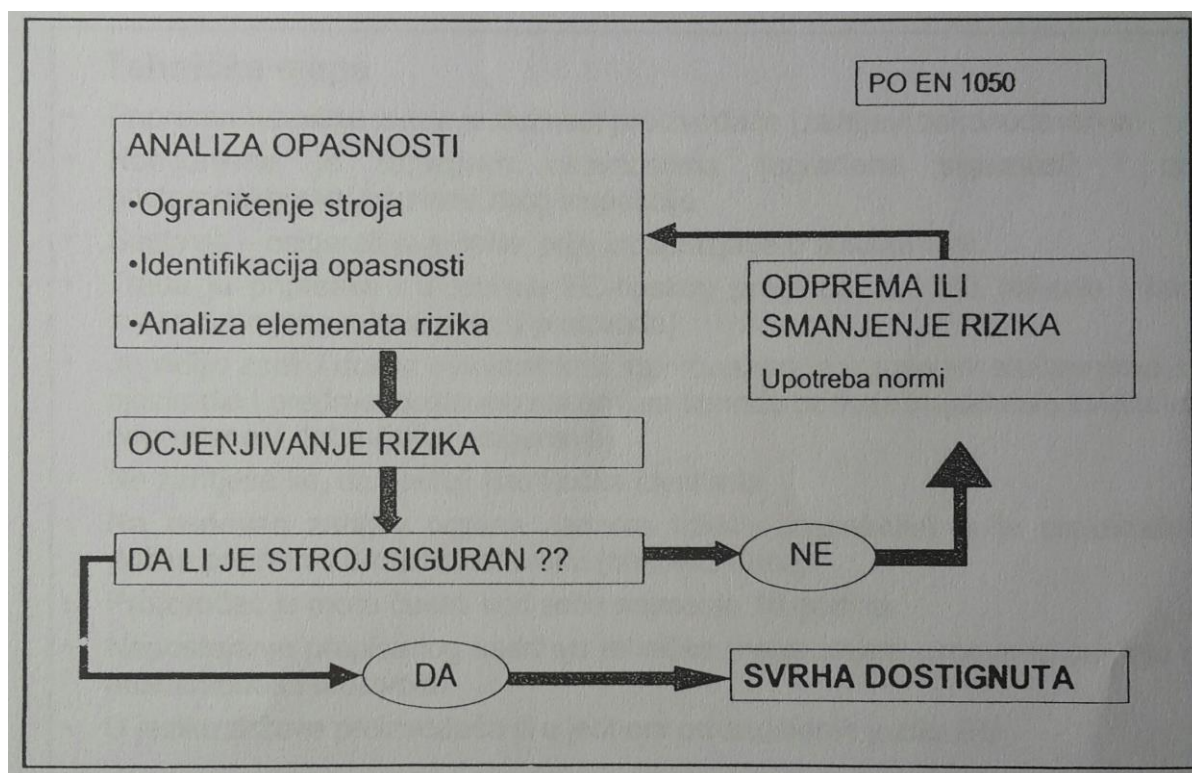 PO EN 1050
ANALIZA OPASNOSTI
•Ograničenje stroja
•Identifikacija opasnosti
•Analiza elemenata rizika
ODPREMA ILI
SMANJENJE RIZIKA
Upotreba normi
OCJENJIVANJE RIZIKA
DA LI JE STROJ SIGURAN ??
NE
DA
SVRHA DOSTIGNUTA